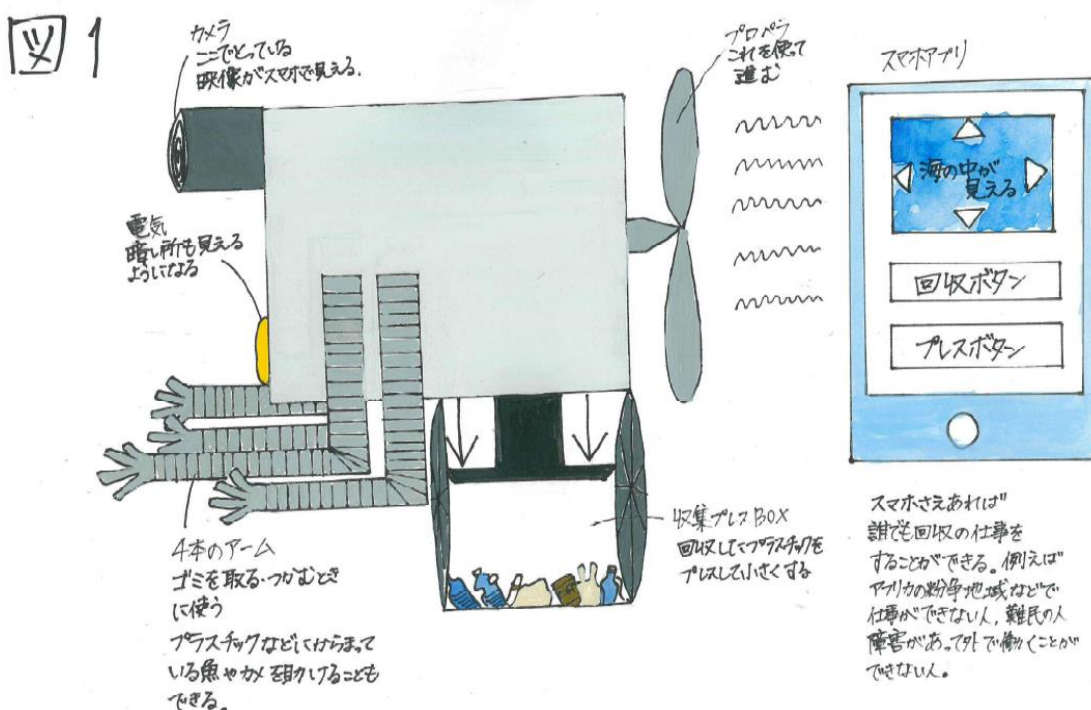 図1
カメラ
ここでとっている
映像がスマホで見える.
プロペラ
これを使って
進む
スマホアプリ
海の中が
見える
回収ボタン
プレスボタン
電気
暗い所も見える
ようになる
4本のアーム
ゴミを取る・つかむとき
に使う
プラスチックなどにからまって
いる魚やカメを助けることも
できる。
収集プレスBOX
回収したプラスチックを
プレスして小さくする
スマホさえあれば
誰でも回収の仕事を
することができる。例えば
アフリカの紛争地域などで
仕事ができない人,難民の人
障害があって外で働くことが
できない人。